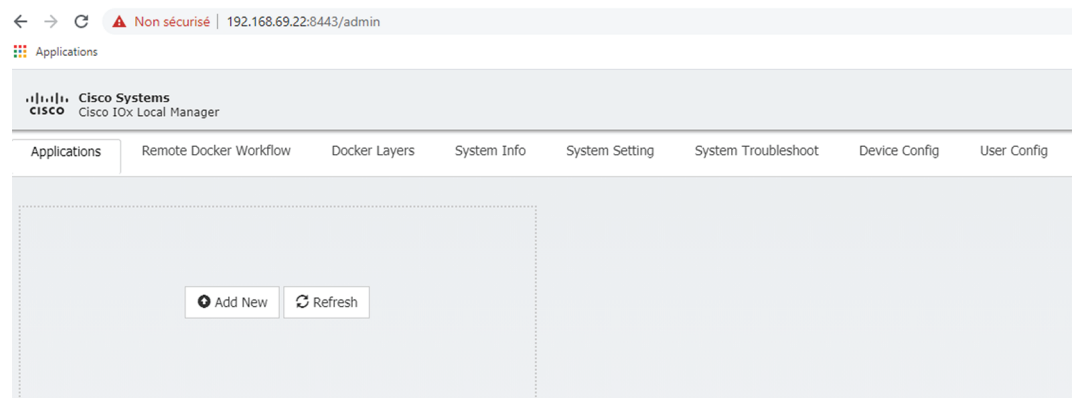 Non sécurisé | 192.168.69.22:8443/admin
Applications
CISCO
Cisco Systems
Cisco IOx Local Manager
Applications Remote Docker Workflow Docker Layers System Info System Setting System Troubleshoot Device Config User Config
Add New Refresh